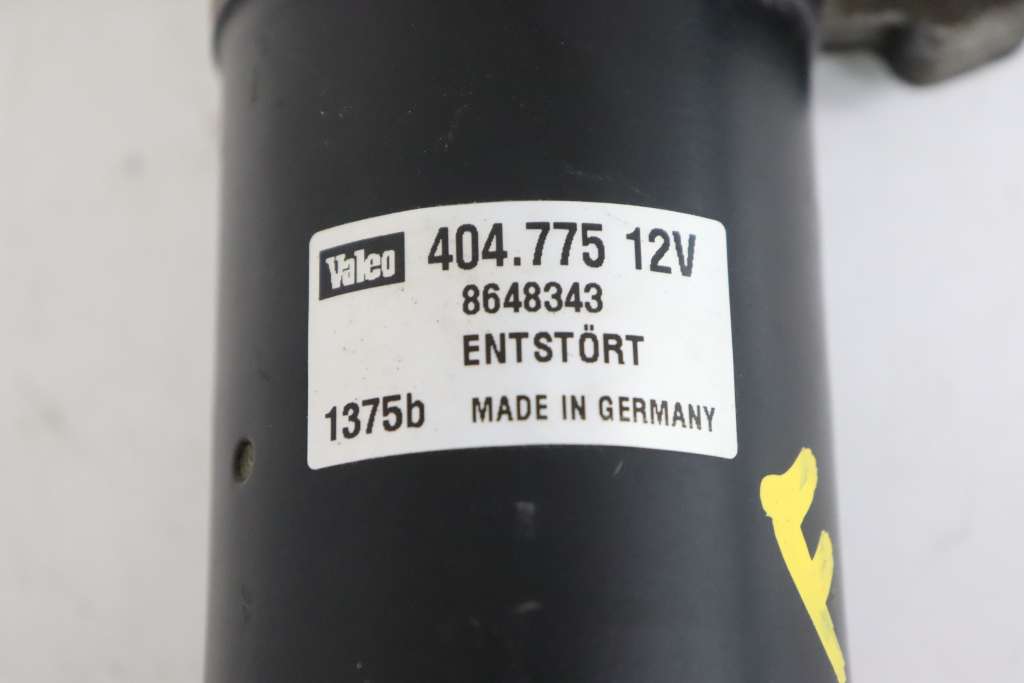 Valeo 404.775 12V
8648343
ENTSTÖRT
1375b MADE IN GERMANY